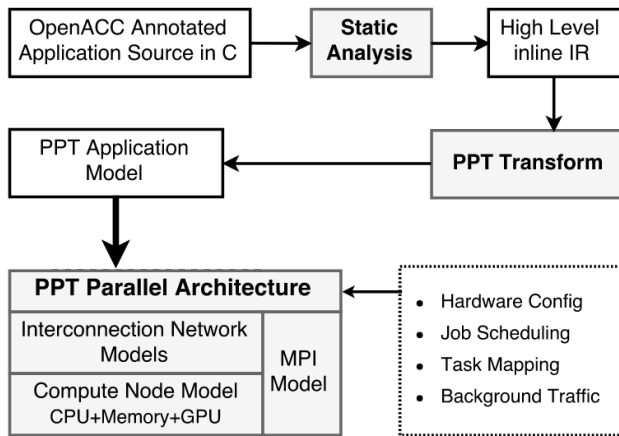 OpenACC Annotated
Application Source in C
Static
Analysis
High Level
inline IR
PPT Application
Model
PPT Transform
PPT Parallel Architecture
Interconnection Network
Models
MPI
Model
Compute Node Model
CPU+Memory+GPU
• Hardware Config
• Job Scheduling
• Task Mapping
• Background Traffic